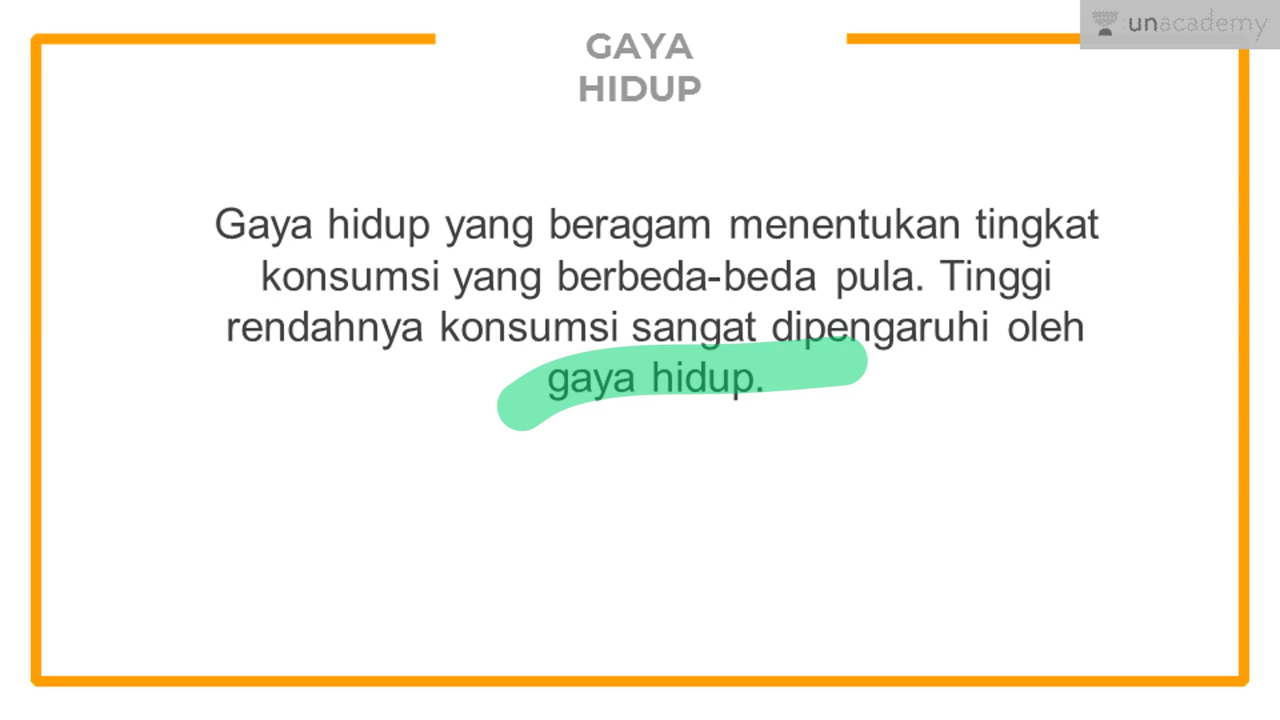 unacademy
GAYA
HIDUP
Gaya hidup yang beragam menentukan tingkat
konsumsi yang berbeda-beda pula. Tinggi
rendahnya konsumsi sangat dipengaruhi oleh
gaya hidup.